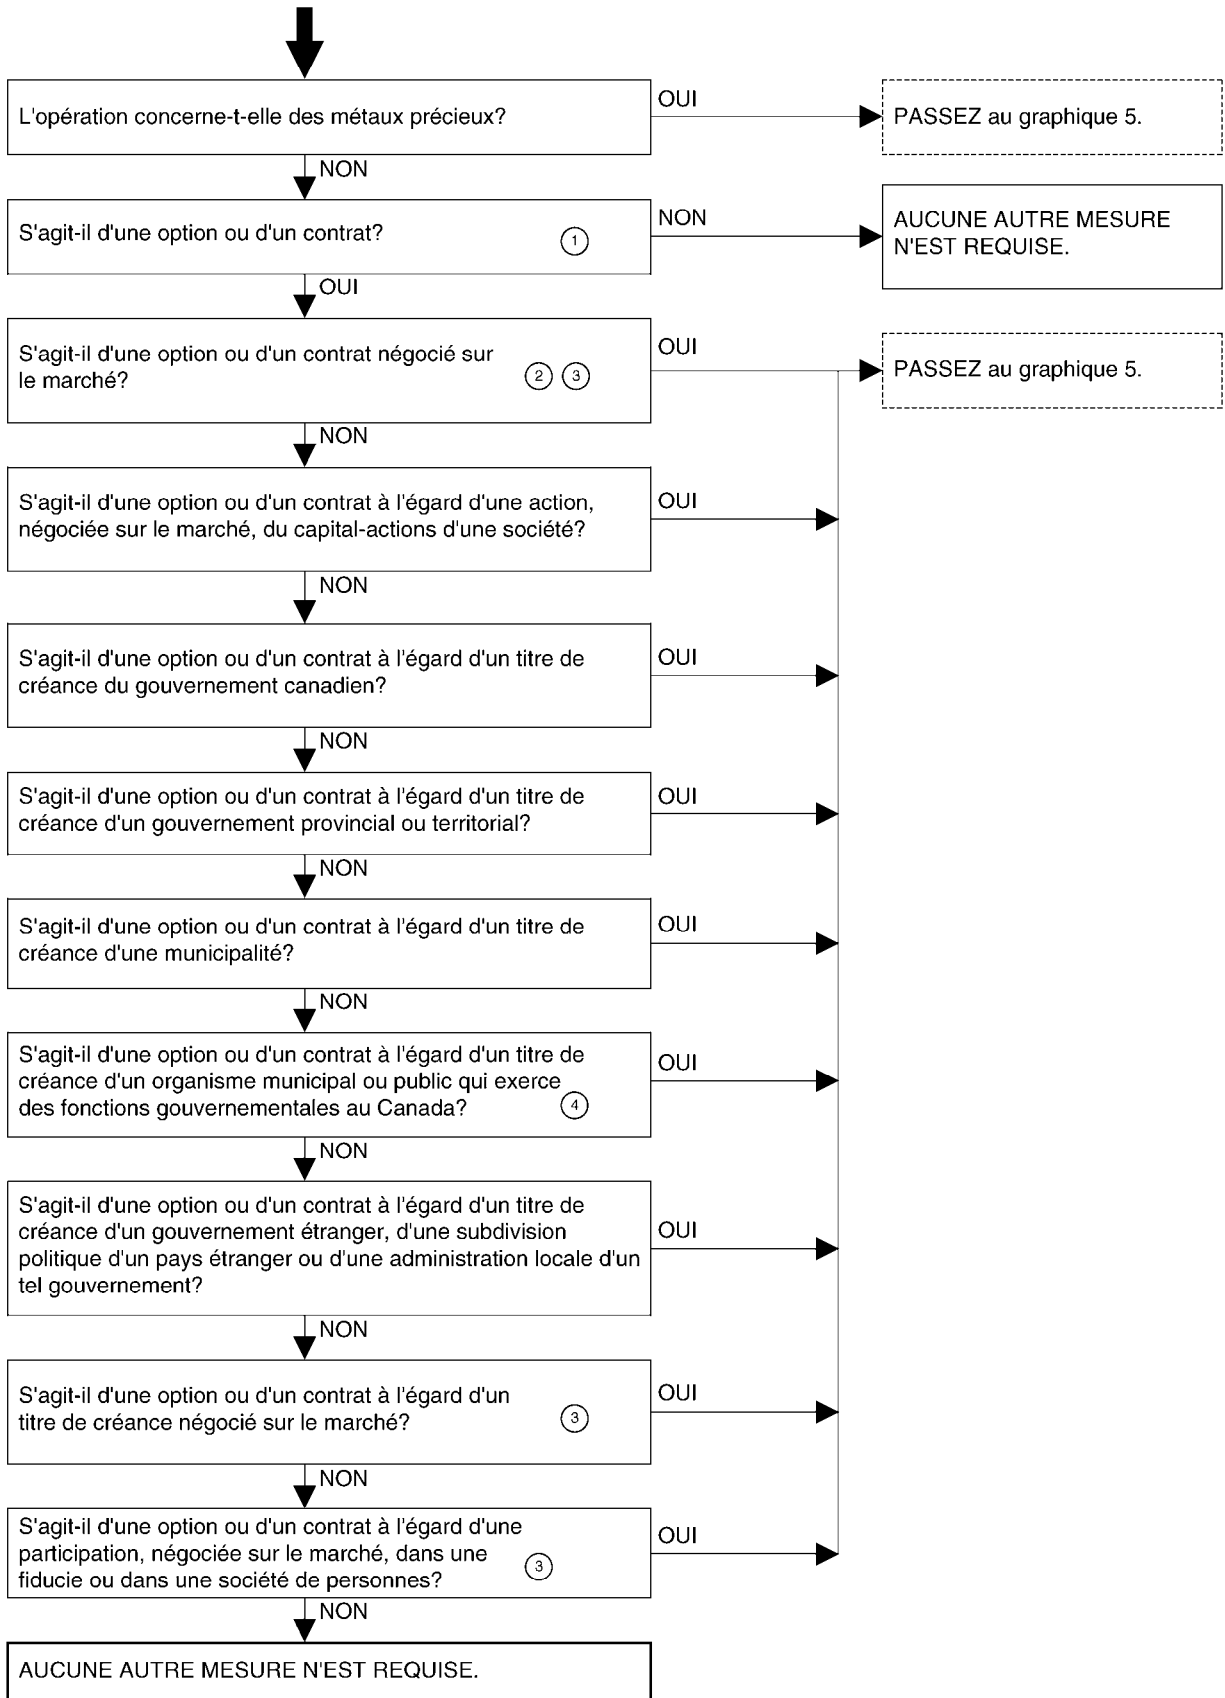 L'opération concerne-t-elle des métaux précieux?
OUI
PASSEZ au graphique 5.
NON
S'agit-il d'une option ou d'un contrat?
1
NON
AUCUNE AUTRE MESURE
N'EST REQUISE.
OUI
S'agit-il d'une option ou d'un contrat négocié sur
le marché?
2 3
OUI
PASSEZ au graphique 5.
NON
S'agit-il d'une option ou d'un contrat à l'égard d'une action,
négociée sur le marché, du capital-actions d'une société?
OUI
NON
S'agit-il d'une option ou d'un contrat à l'égard d'un titre de
créance du gouvernement canadien?
OUI
NON
S'agit-il d'une option ou d'un contrat à l'égard d'un titre de
créance d'un gouvernement provincial ou territorial?
OUI
NON
S'agit-il d'une option ou d'un contrat à l'égard d'un titre de
créance d'une municipalité?
OUI
NON
S'agit-il d'une option ou d'un contrat à l'égard d'un titre de
créance d'un organisme municipal ou public qui exerce
des fonctions gouvernementales au Canada?
4
OUI
NON
S'agit-il d'une option ou d'un contrat à l'égard d'un titre de
créance d'un gouvernement étranger, d'une subdivision
politique d'un pays étranger ou d'une administration locale d'un
tel gouvernement?
OUI
NON
S'agit-il d'une option ou d'un contrat à l'égard d'un
titre de créance négocié sur le marché?
3
OUI
NON
S'agit-il d'une option ou d'un contrat à l'égard d'une
participation, négociée sur le marché, dans une
fiducie ou dans une société de personnes?
3
OUI
NON
AUCUNE AUTRE MESURE N'EST REQUISE.